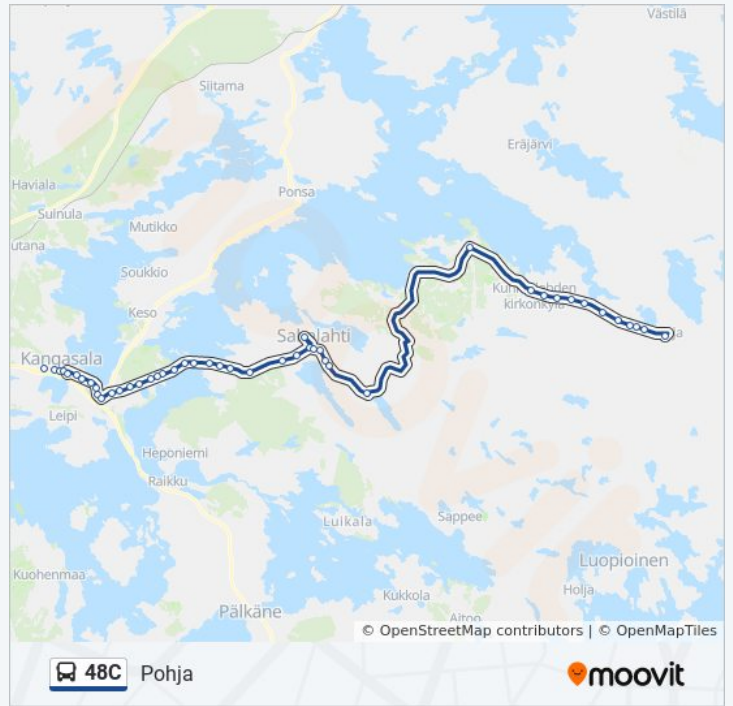 Västilä
Siitama
Eräjärvi
Haviala
Ponsa
Sulnula
Mutikko
utana
Soukkio
Kuhmalahden
kirkonkylä
Keso
Sahalahti
Kangasala
Leipi
Heponiemi
Raikku
Luikala
Sappee
Luopioinen
Kuohenmaa
Holja
Kukkola
Pälkäne
Aitoo
© OpenStreetMap contributors | © OpenMapTiles
48C Pohja
moovit